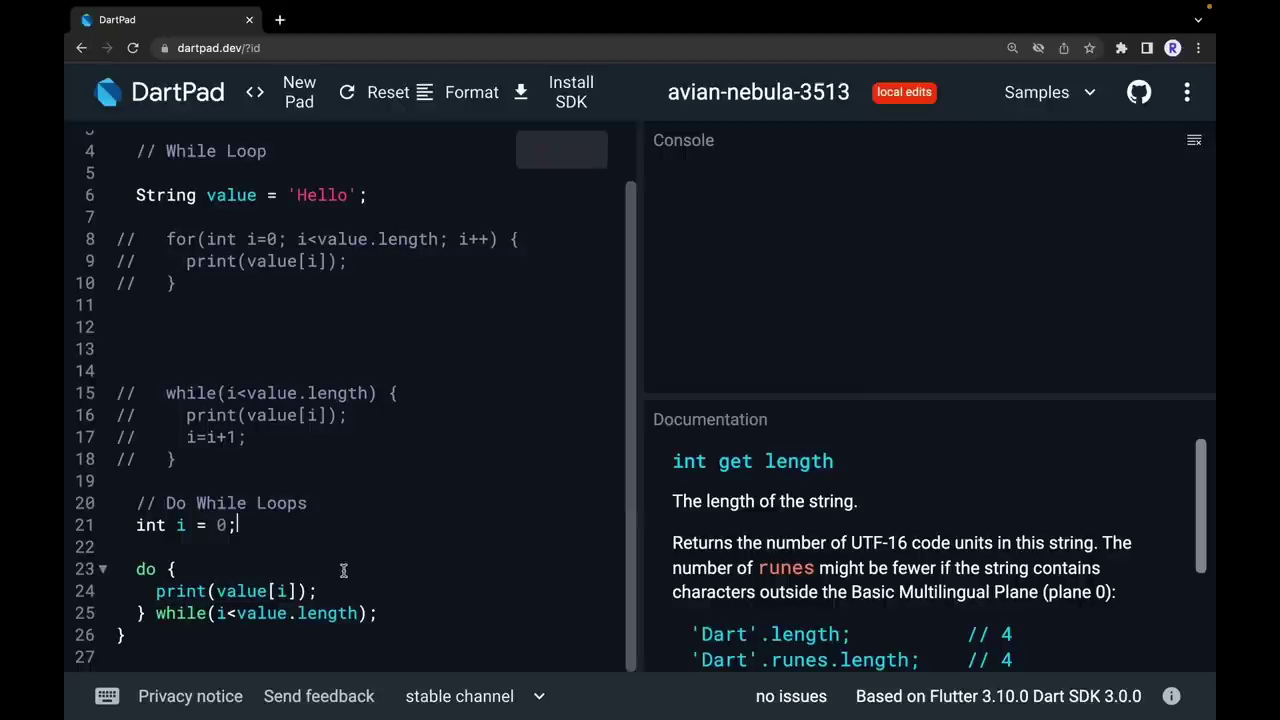 DartPad
dartpad.dev/?id
R
DartPad
<> New Pad
Reset
Format
Install SDK
avian-nebula-3513
local edits
Samples
4 // While Loop
5
6 String value = 'Hello';
7
8 //   for(int i=0; i<value.length; i++) {
9 //     print(value[i]);
10 //   }
11
12
13
14
15 //   while(i<value.length) {
16 //     print(value[i]);
17 //     i=i+1;
18 //   }
19
20 // Do While Loops
21 int i = 0;
22
23 do {
24   print(value[i]);
25 } while(i<value.length);
26 }
27
Console
Documentation
int get length
The length of the string.
Returns the number of UTF-16 code units in this string. The
number of runes might be fewer if the string contains
characters outside the Basic Multilingual Plane (plane 0):
'Dart'.length;          // 4
'Dart'.runes.length;    // 4
Privacy notice
Send feedback
stable channel
no issues
Based on Flutter 3.10.0 Dart SDK 3.0.0